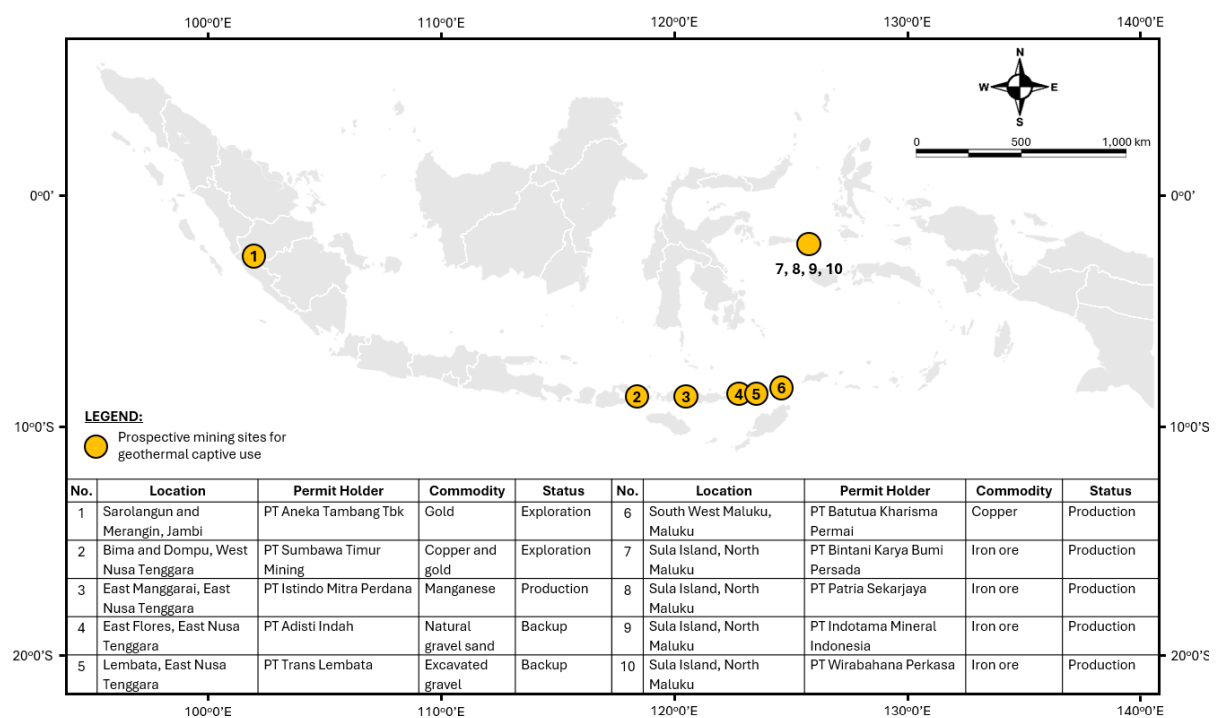 100°0'E 110°0'E 120°0'E 130°0'E 140°0'E
N
W E
S
0 500 1,000 km
0°0’ 0°0'
1
7, 8, 9, 10
2 3 4 5 6
LEGEND:
Prospective mining sites for
geothermal captive use
10°0'S 10°0'S
No. Location Permit Holder Commodity Status No. Location Permit Holder Commodity Status
1 Sarolangun and PT Aneka Tambang Tbk Gold Exploration 6 South West Maluku, PT Batutua Kharisma Copper Production
Merangin, Jambi Maluku Permai
2 Bima and Dompu, West PT Sumbawa Timur Copper and Exploration 7 Sula Island, North PT Bintani Karya Bumi Iron ore Production
Nusa Tenggara Mining gold Maluku Persada
3 East Manggarai, East PT Istindo Mitra Perdana Manganese Production 8 Sula Island, North PT Patria Sekarjaya Iron ore Production
Nusa Tenggara Maluku
4 East Flores, East Nusa PT Adisti Indah Natural Backup 9 Sula Island, North PT Indotama Mineral Iron ore Production
Tenggara gravel sand Maluku Indonesia
20°0'S 20°0'S
5 Lembata, East Nusa PT Trans Lembata Excavated Backup 10 Sula Island, North PT Wirabahana Perkasa Iron ore Production
Tenggara gravel Maluku
100°0'E 110°0'E 120°0'E 130°0'E 140°0'E